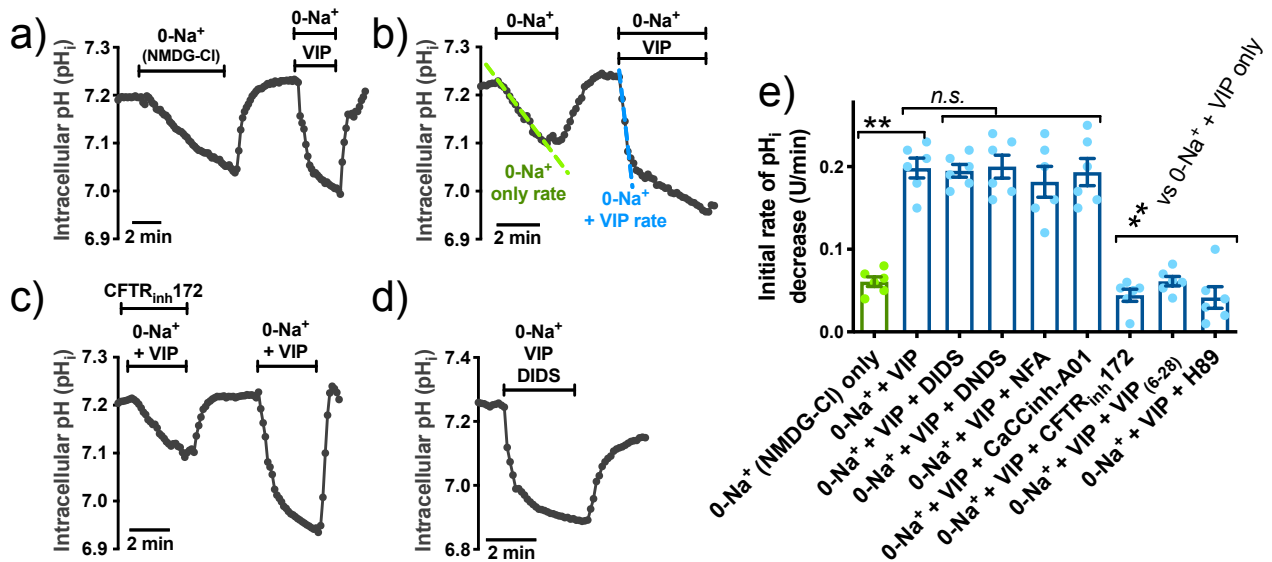 a)
0-Na⁺
(NMDG-Cl)
0-Na⁺
VIP
Intracellular pH (pHᵢ)
7.3
7.2
7.1
7.0
6.9
2 min
b)
0-Na⁺
0-Na⁺
VIP
Intracellular pH (pHᵢ)
7.3
7.2
7.1
7.0
6.9
0-Na⁺
only rate
0-Na⁺
+ VIP rate
2 min
c)
CFTRinh172
0-Na⁺
+ VIP
0-Na⁺
+ VIP
Intracellular pH (pHᵢ)
7.3
7.2
7.1
7.0
6.9
2 min
d)
0-Na⁺
VIP
DIDS
Intracellular pH (pHᵢ)
7.4
7.2
7.0
6.8
2 min
e)
Initial rate of pHᵢ
decrease (U/min)
0.2
0.1
0.0
**
n.s.
** vs 0-Na⁺ + VIP only
0-Na⁺ (NMDG-Cl) only
0-Na⁺ + VIP
0-Na⁺ + VIP + DIDS
0-Na⁺ + VIP + DNDS
0-Na⁺ + VIP + NFA
0-Na⁺ + VIP + CaCCinh-A01
0-Na⁺ + VIP + CFTRinh172
0-Na⁺ + VIP + VIP(6-28)
0-Na⁺ + VIP + H89